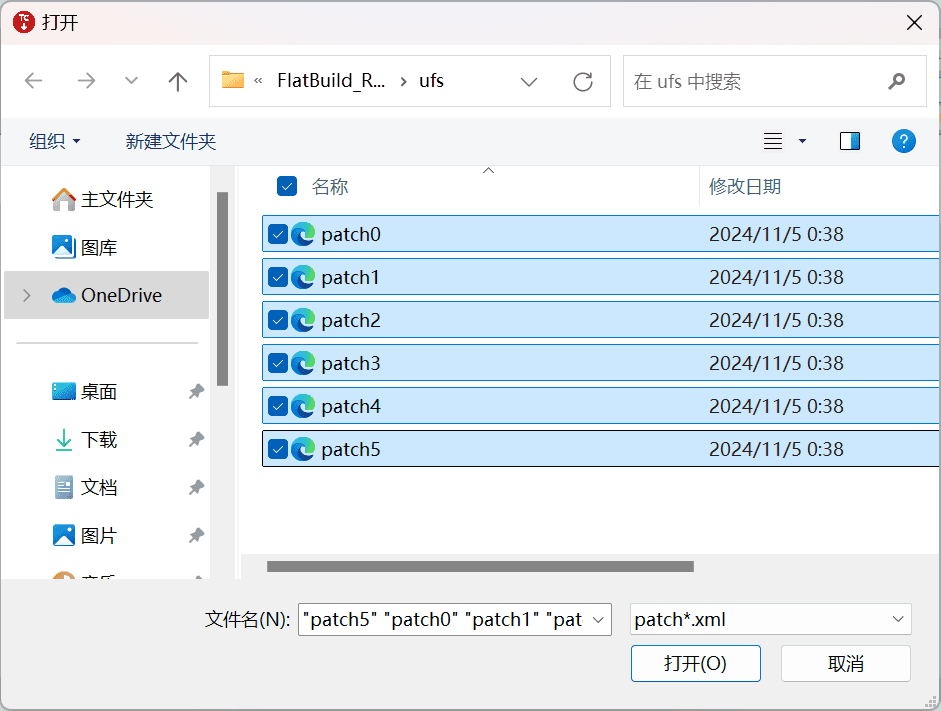 打开
« FlatBuild_R... › ufs
在 ufs 中搜索
组织 新建文件夹
主文件夹
图库
OneDrive
桌面
下载
文档
图片
名称 修改日期
patch0 2024/11/5 0:38
patch1 2024/11/5 0:38
patch2 2024/11/5 0:38
patch3 2024/11/5 0:38
patch4 2024/11/5 0:38
patch5 2024/11/5 0:38
文件名(N): "patch5" "patch0" "patch1" "pat patch*.xml
打开(O) 取消